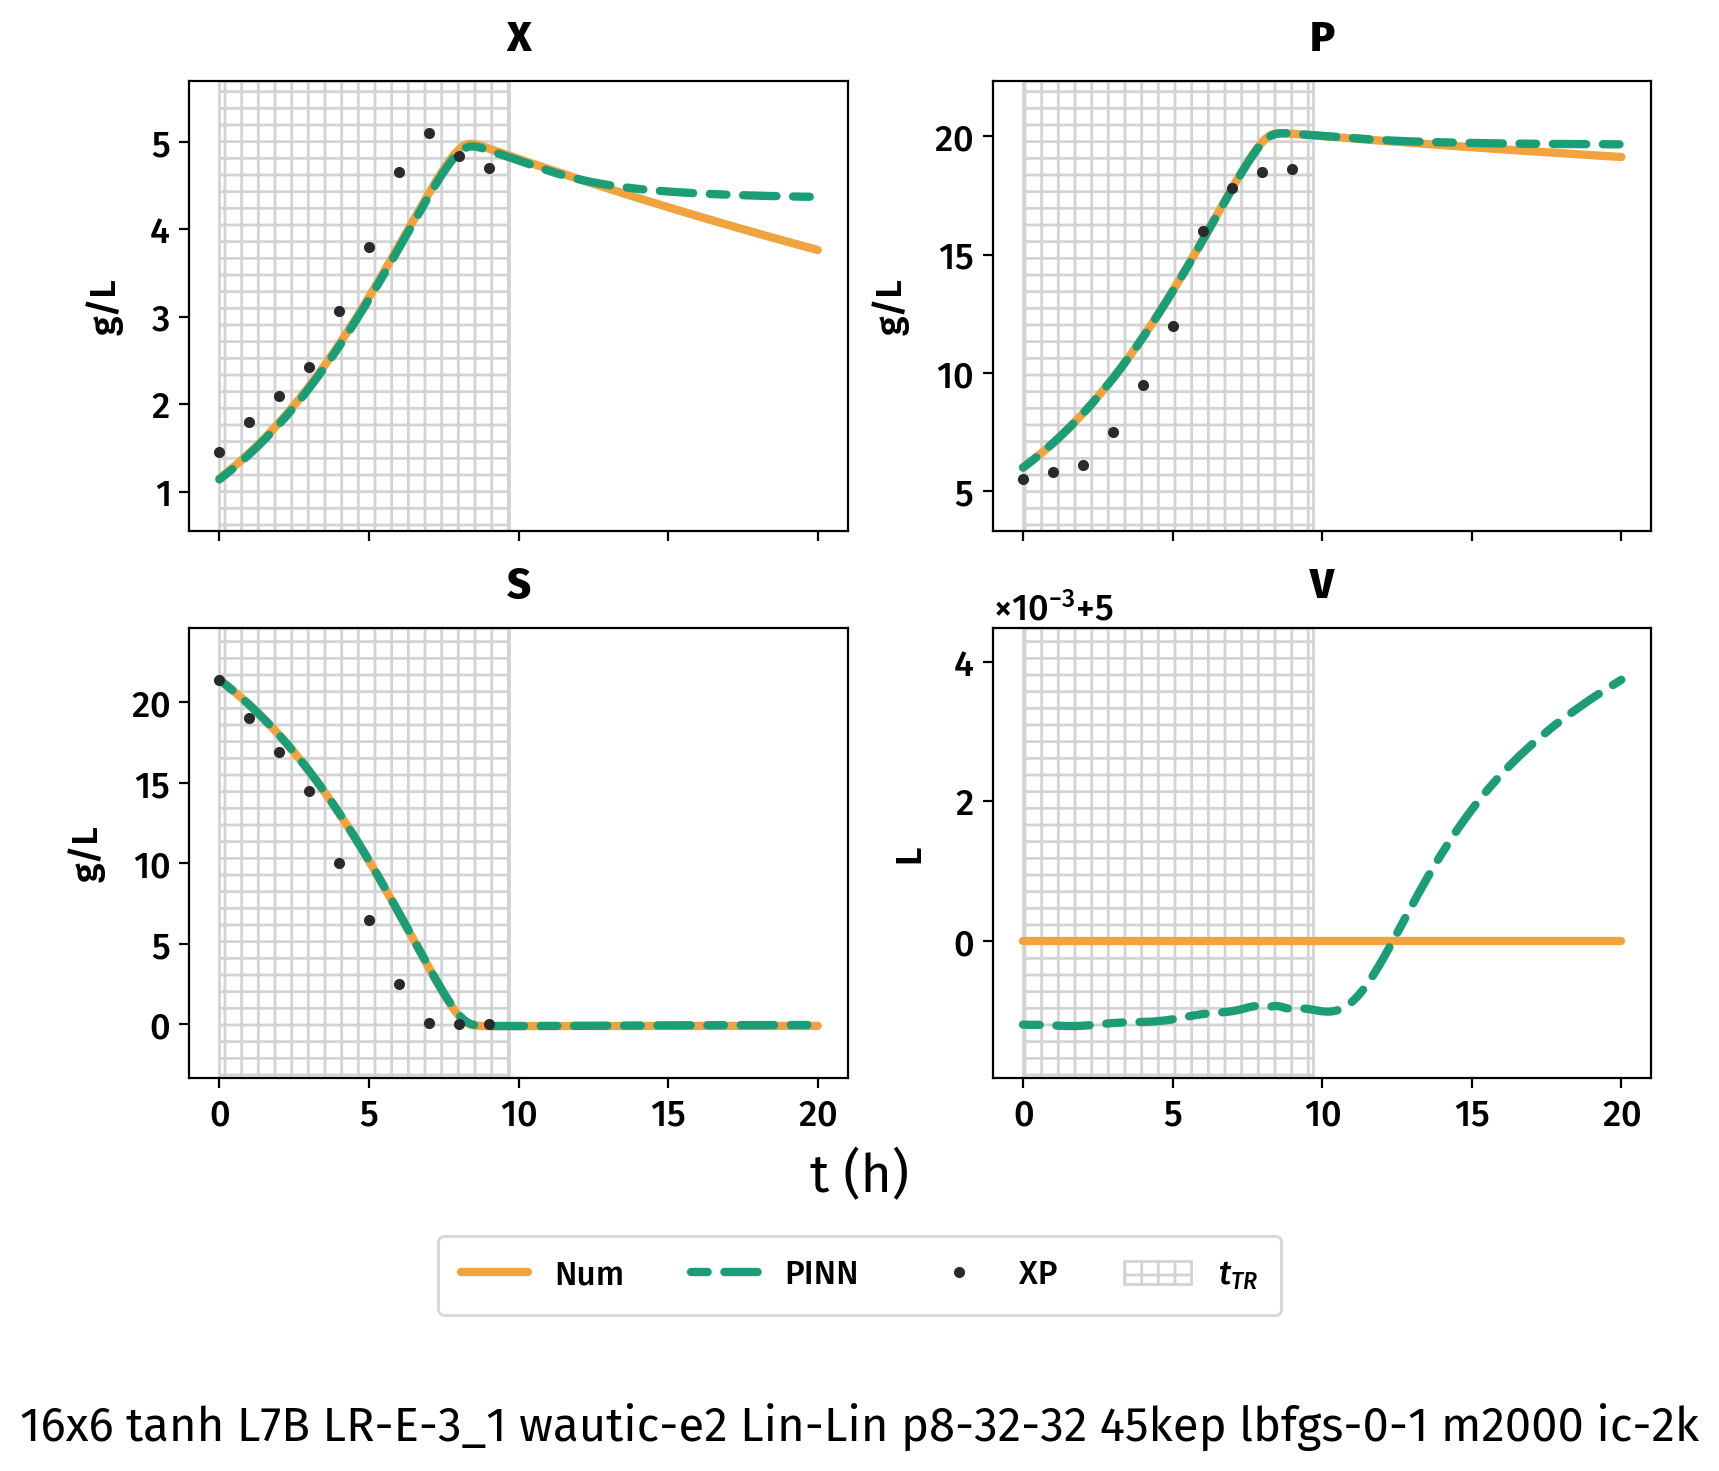 X
P
g/L
5
4
3
2
1
g/L
20
15
10
5
S
V
×10⁻³+5
g/L
20
15
10
5
0
L
4
2
0
0 5 10 15 20
0 5 10 15 20
t (h)
Num PINN XP t_TR
16x6 tanh L7B LR-E-3_1 wautic-e2 Lin-Lin p8-32-32 45kep lbfgs-0-1 m2000 ic-2k